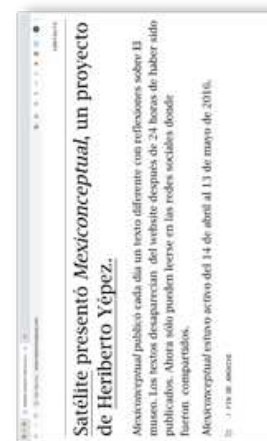 Satélite presentó Mexiconceptual, un proyecto
de Heriberto Yépez.
Mexiconceptual publicó cada día un texto diferente con reflexiones sobre El
museo. Los textos desaparecían del website después de 24 horas de haber sido
publicados. Ahora sólo pueden leerse en las redes sociales donde
fueron compartidos.
Mexiconceptual estuvo activo del 14 de abril al 13 de mayo de 2016.